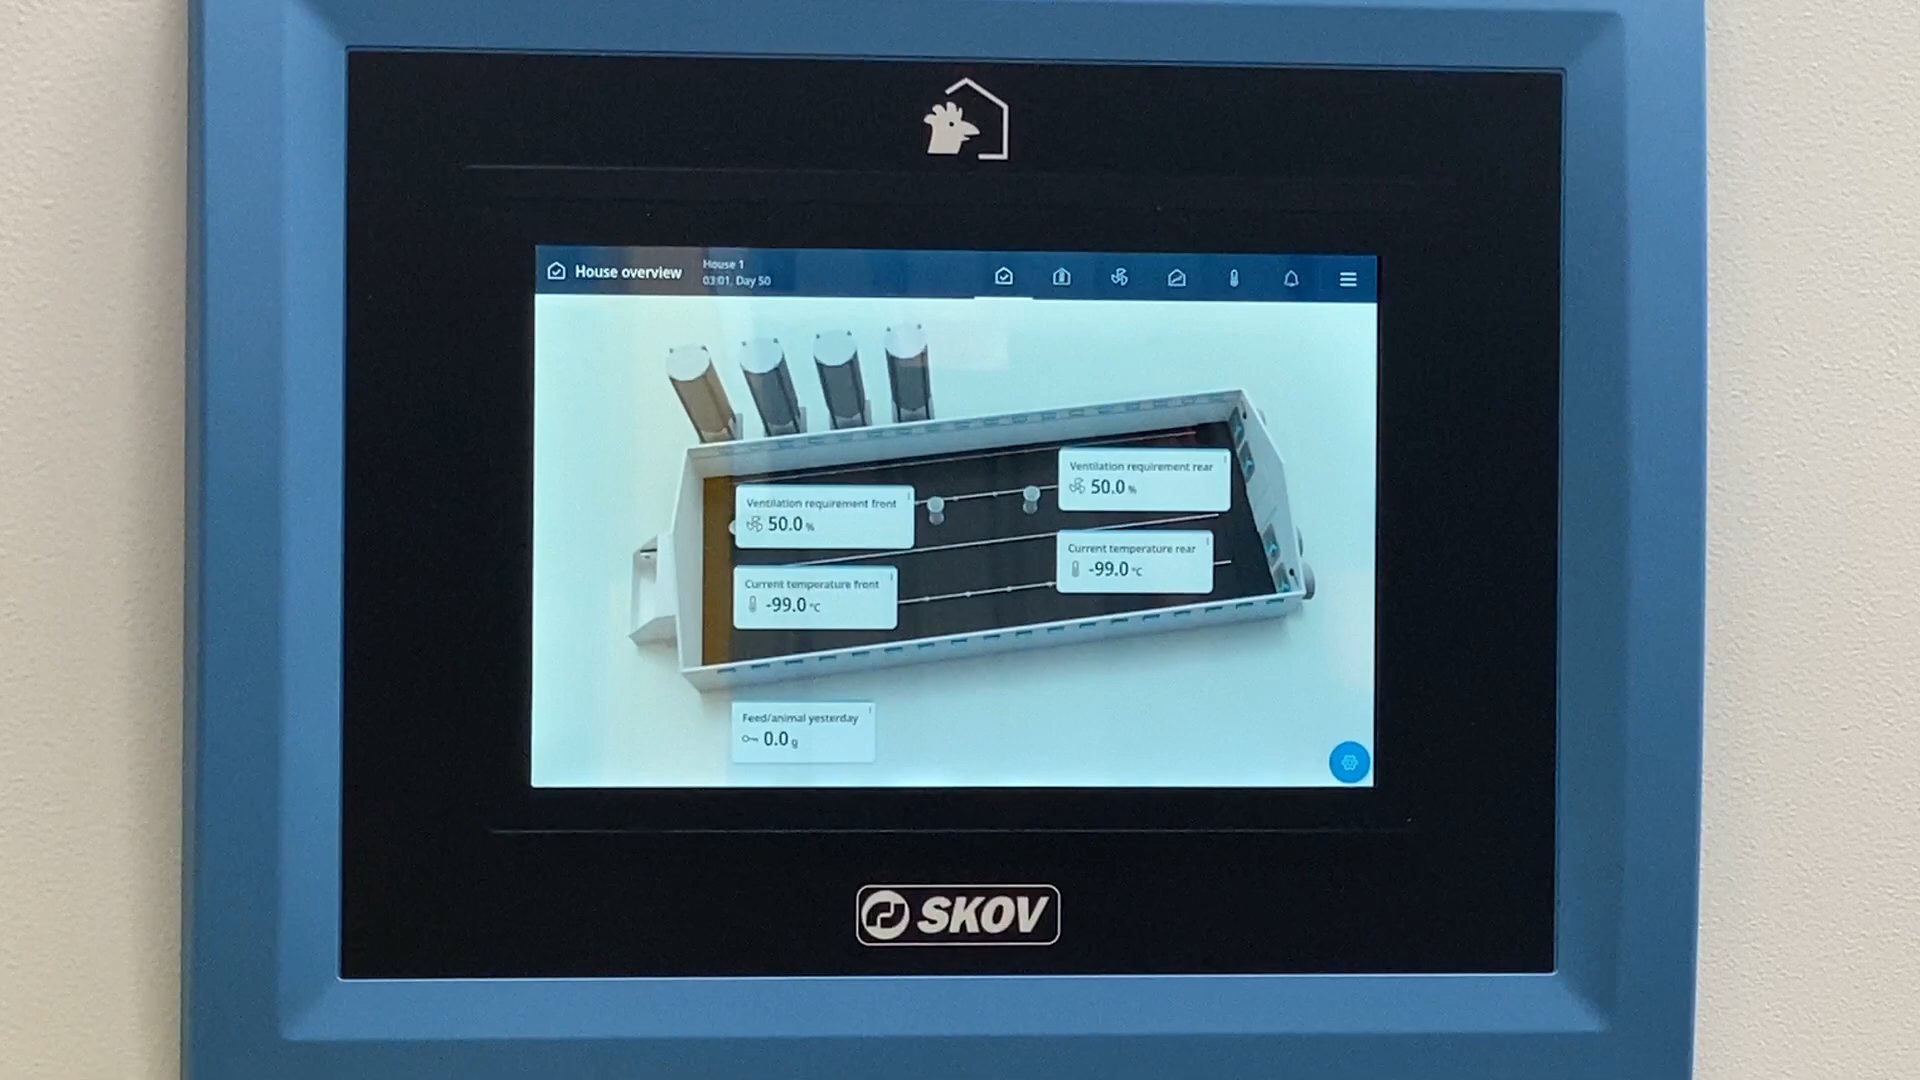 House overview
House 1
03:01, Day 50
Ventilation requirement rear
50.0 %
Ventilation requirement front
50.0 %
Current temperature rear
-99.0 °C
Current temperature front
-99.0 °C
Feed/animal yesterday
0.0 g
SKOV